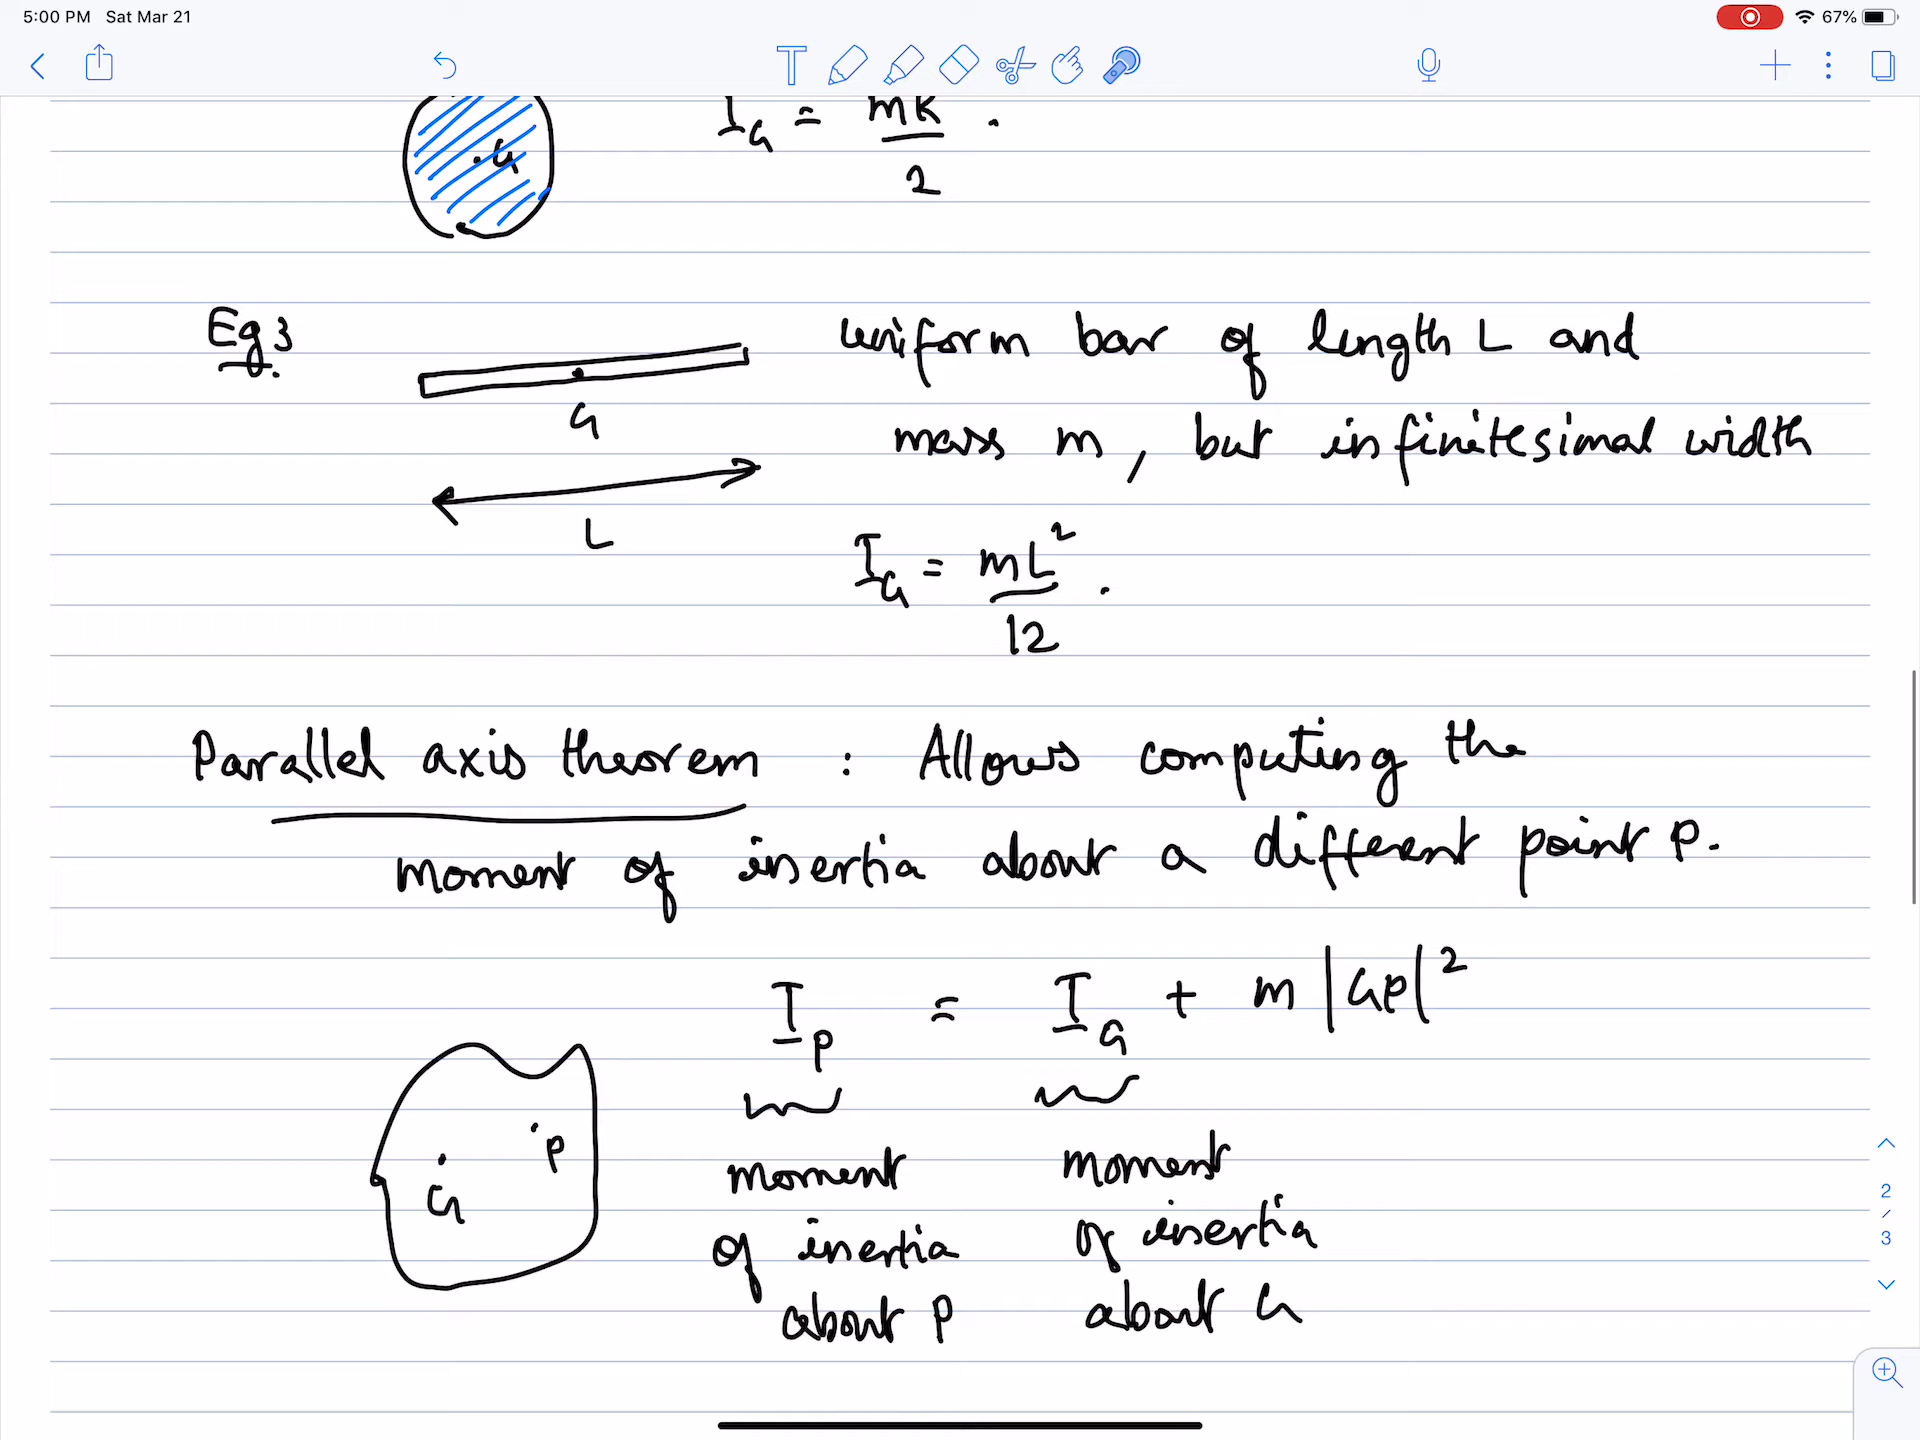 5:00 PM Sat Mar 21
67%
I_G = mR / 2 .
.G
Eg 3.
uniform bar of length L and
mass m, but infinitesimal width
G
L
I_G = mL² / 12 .
Parallel axis theorem : Allows computing the
moment of inertia about a different point P.
I_P = I_G + m |GP|²
P
G
moment moment
of inertia of inertia
about P about G
2
/
3